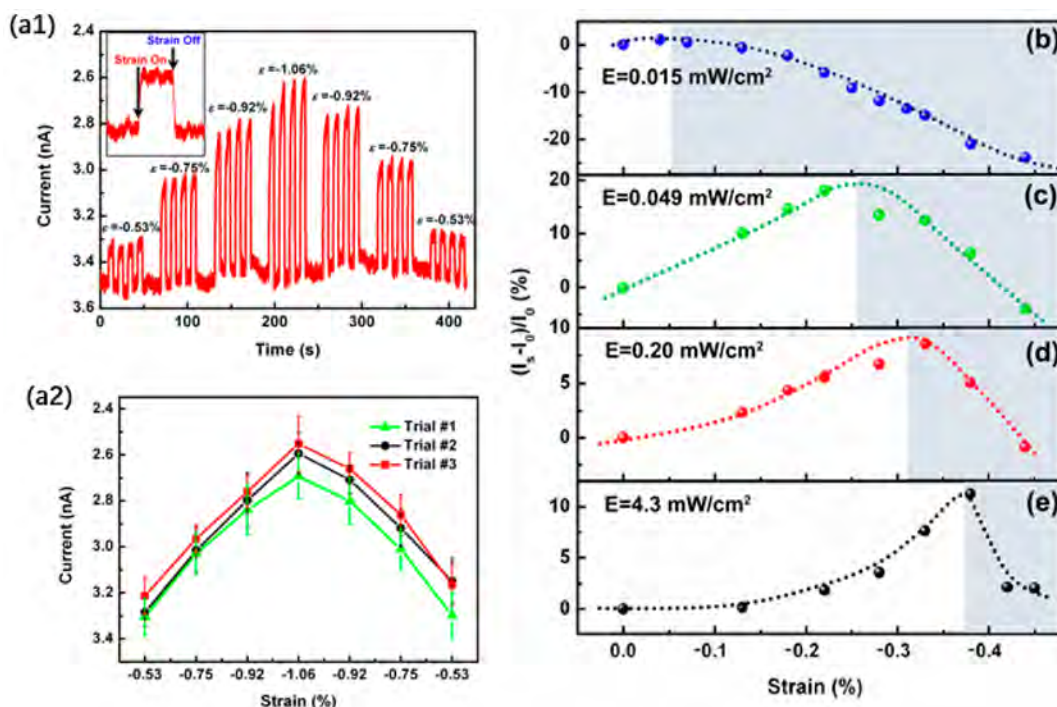 (a1)
Strain Off
Strain On
ε =-1.06%
ε =-0.92%
ε =-0.92%
ε =-0.75%
ε =-0.75%
ε =-0.53%
ε =-0.53%
2.4
2.6
2.8
3.0
3.2
3.4
3.6
Current (nA)
0 100 200 300 400
Time (s)
(a2)
Trial #1
Trial #2
Trial #3
2.4
2.6
2.8
3.0
3.2
3.4
Current (nA)
-0.53 -0.75 -0.92 -1.06 -0.92 -0.75 -0.53
Strain (%)
(b)
E=0.015 mW/cm²
0
-10
-20
(c)
E=0.049 mW/cm²
20
10
0
10
(d)
E=0.20 mW/cm²
5
0
(e)
E=4.3 mW/cm²
10
5
0
(Iₛ-I₀)/I₀ (%)
0.0 -0.1 -0.2 -0.3 -0.4
Strain (%)